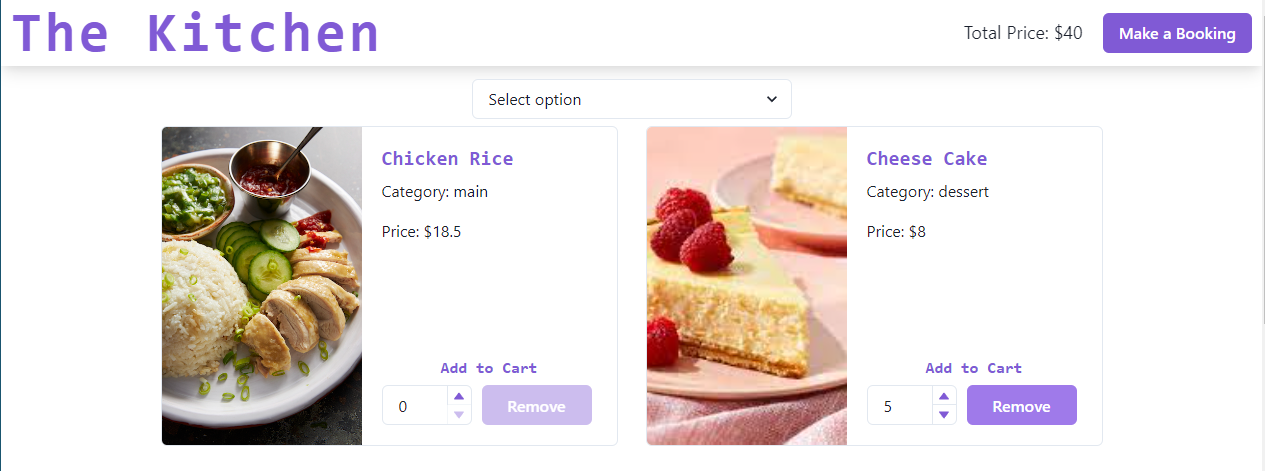 The Kitchen
Total Price: $40
Make a Booking
Select option
Chicken Rice
Category: main
Price: $18.5
Add to Cart
0
Remove
Cheese Cake
Category: dessert
Price: $8
Add to Cart
5
Remove